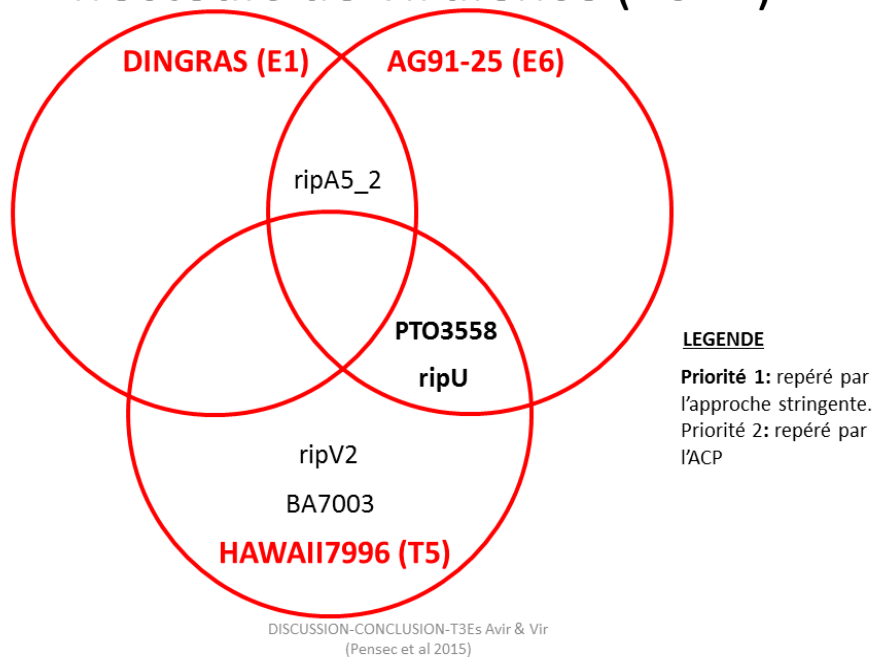 DINGRAS (E1)
AG91-25 (E6)
ripA5_2
PTO3558
ripU
ripV2
BA7003
HAWAII7996 (T5)
LEGENDE
Priorité 1: repéré par
l’approche stringente.
Priorité 2: repéré par
l’ACP
DISCUSSION-CONCLUSION-T3Es Avir & Vir
(Pensec et al 2015)